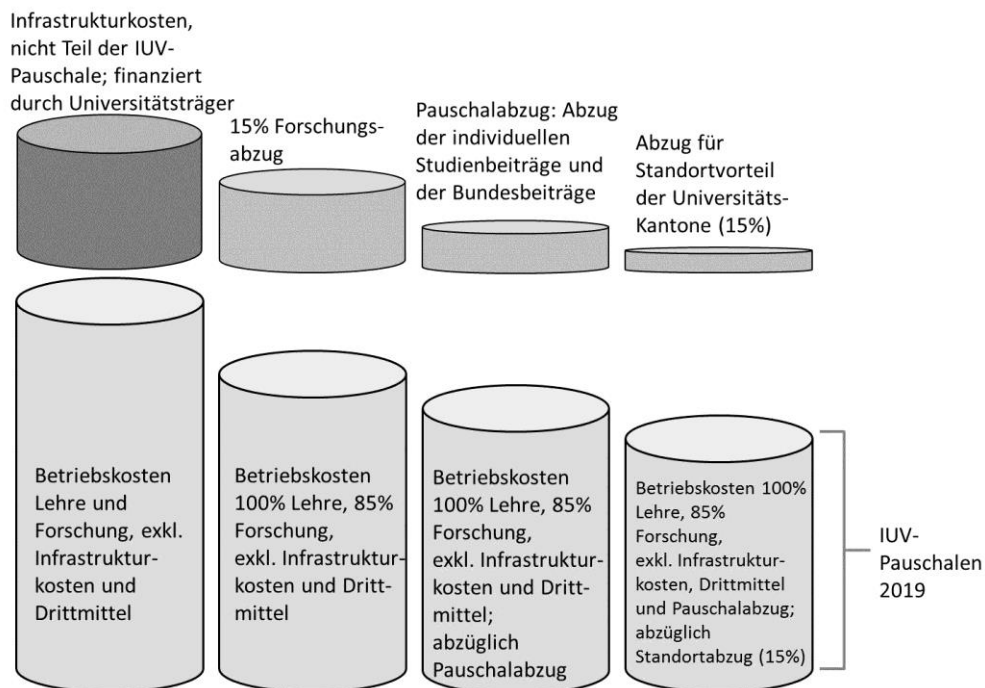 Infrastrukturkosten,
nicht Teil der IUV-
Pauschale; finanziert
durch Universitätsträger
15% Forschungs-
abzug
Pauschalabzug: Abzug
der individuellen
Studienbeiträge und
der Bundesbeiträge
Abzug für
Standortvorteil
der Universitäts-
Kantone (15%)
Betriebskosten
Lehre und
Forschung, exkl.
Infrastruktur-
kosten und
Drittmittel
Betriebskosten
100% Lehre, 85%
Forschung,
exkl. Infrastruktur-
kosten und Dritt-
mittel
Betriebskosten
100% Lehre, 85%
Forschung,
exkl. Infrastruktur-
kosten und Dritt-
mittel;
abzüglich
Pauschalabzug
Betriebskosten 100%
Lehre, 85%
Forschung,
exkl. Infrastruktur-
kosten, Drittmittel
und Pauschalabzug;
abzüglich
Standortabzug (15%)
IUV-
Pauschalen
2019